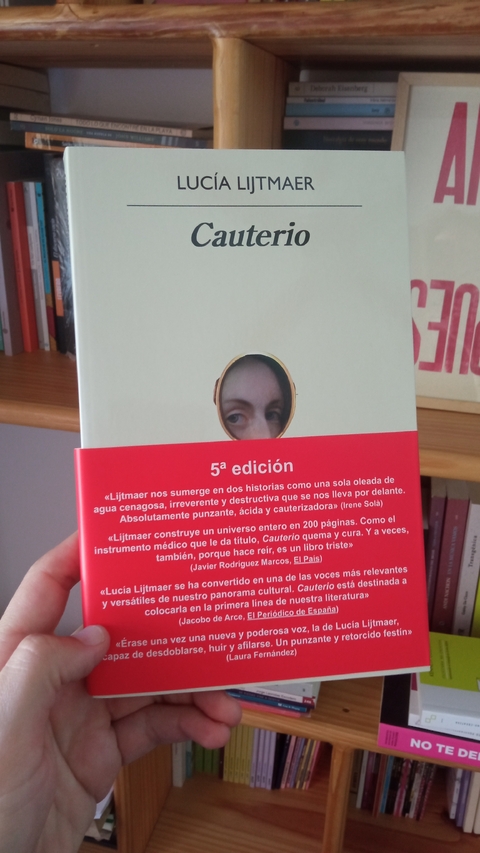 LUCÍA LIJTMAER
Cauterio
5ª edición
«Lijtmaer nos sumerge en dos historias como una sola oleada de
agua cenagosa, irreverente y destructiva que se nos lleva por delante.
Absolutamente punzante, ácida y cauterizadora» (Irene Solà)
«Lijtmaer construye un universo entero en 200 páginas. Como el
instrumento médico que le da título, Cauterio quema y cura. Y a veces,
también, porque hace reír, es un libro triste»
(Javier Rodríguez Marcos, El País)
«Lucía Lijtmaer se ha convertido en una de las voces más relevantes
y versátiles de nuestro panorama cultural. Cauterio está destinada a
colocarla en la primera línea de nuestra literatura»
(Jacobo de Arce, El Periódico de España)
«Érase una vez una nueva y poderosa voz, la de Lucía Lijtmaer,
capaz de desdoblarse, huir y afilarse. Un punzante y retorcido festín»
(Laura Fernández)
Deborah Eisenberg
NO TE DE